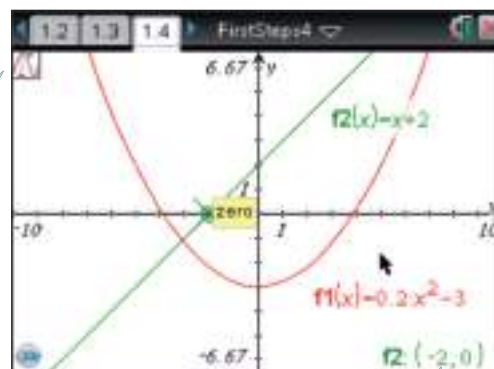 1.2 1.3 1.4 FirstSteps4
6.67 y
f2(x)=x+2
1
zero
-10 1 10
f1(x)=0.2·x²-3
-6.67 f2: (-2,0)